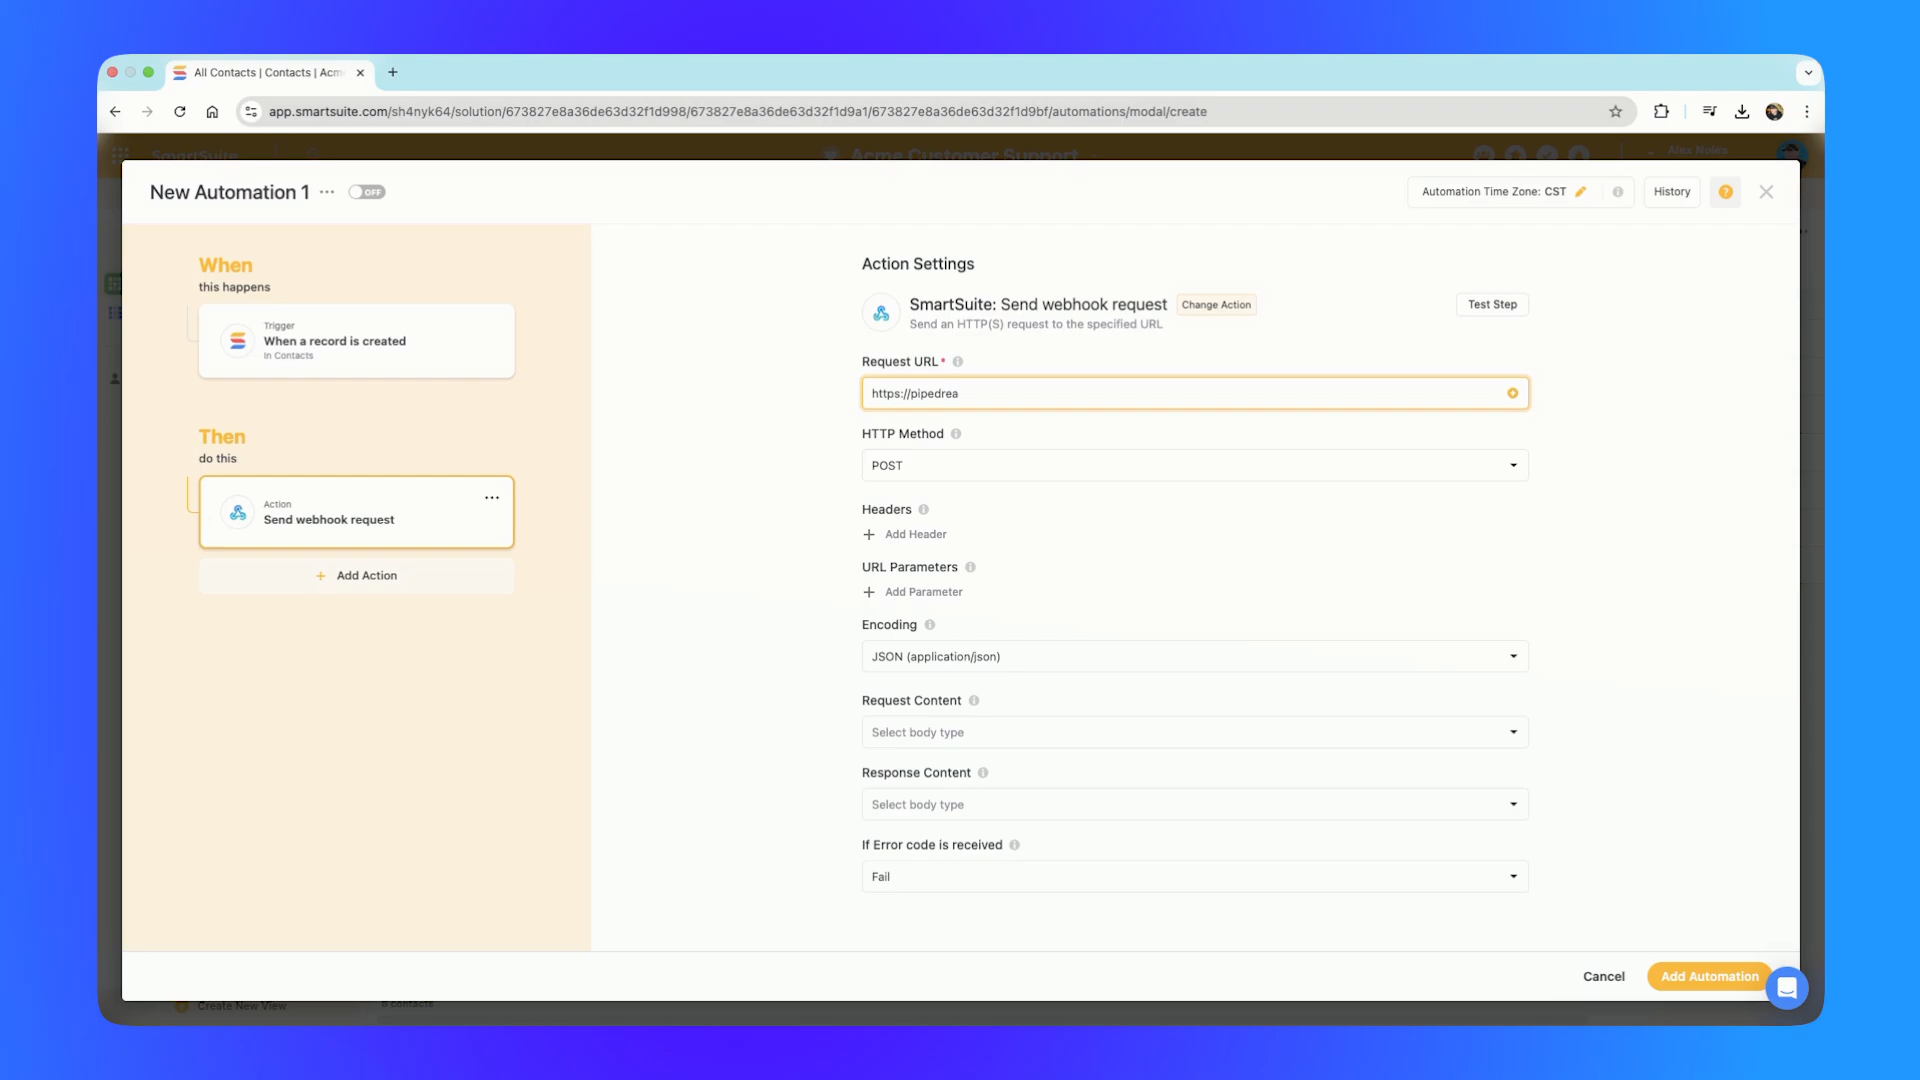 All Contacts | Contacts | Acm
app.smartsuite.com/sh4nyk64/solution/673827e8a36de63d32f1d998/673827e8a36de63d32f1d9a1/673827e8a36de63d32f1d9bf/automations/modal/create
SmartSuite
Acme Customer Support
Alex Notes
New Automation 1
OFF
Automation Time Zone: CST
History
?
When
this happens
Trigger
When a record is created
In Contacts
Then
do this
Action
Send webhook request
+ Add Action
Action Settings
SmartSuite: Send webhook request
Change Action
Send an HTTP(S) request to the specified URL
Test Step
Request URL*
https://pipedrea
HTTP Method
POST
Headers
+ Add Header
URL Parameters
+ Add Parameter
Encoding
JSON (application/json)
Request Content
Select body type
Response Content
Select body type
If Error code is received
Fail
Cancel
Add Automation
Create New View
contacts